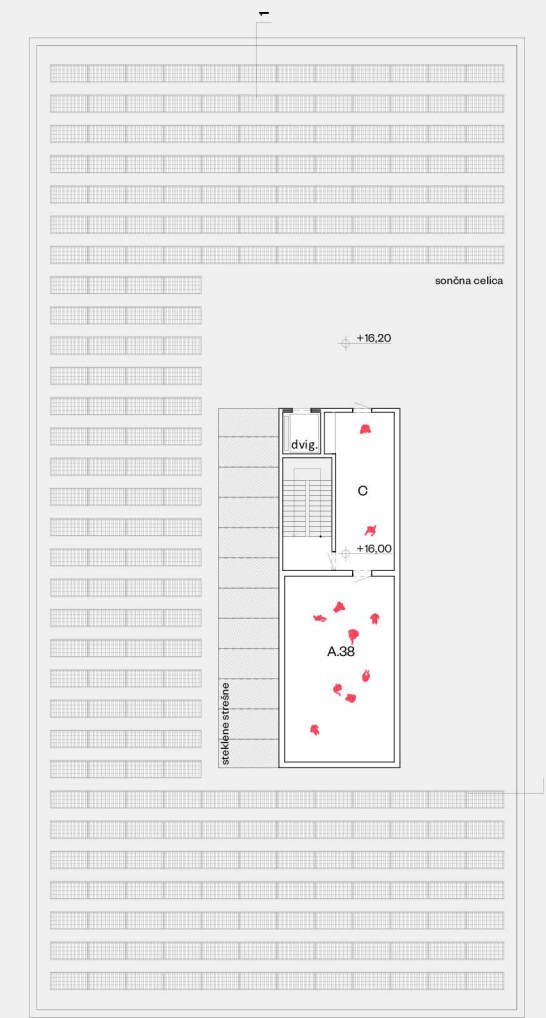 1
sončna celica
+16,20
dvig.
C
+16,00
A.38
steklene strešne